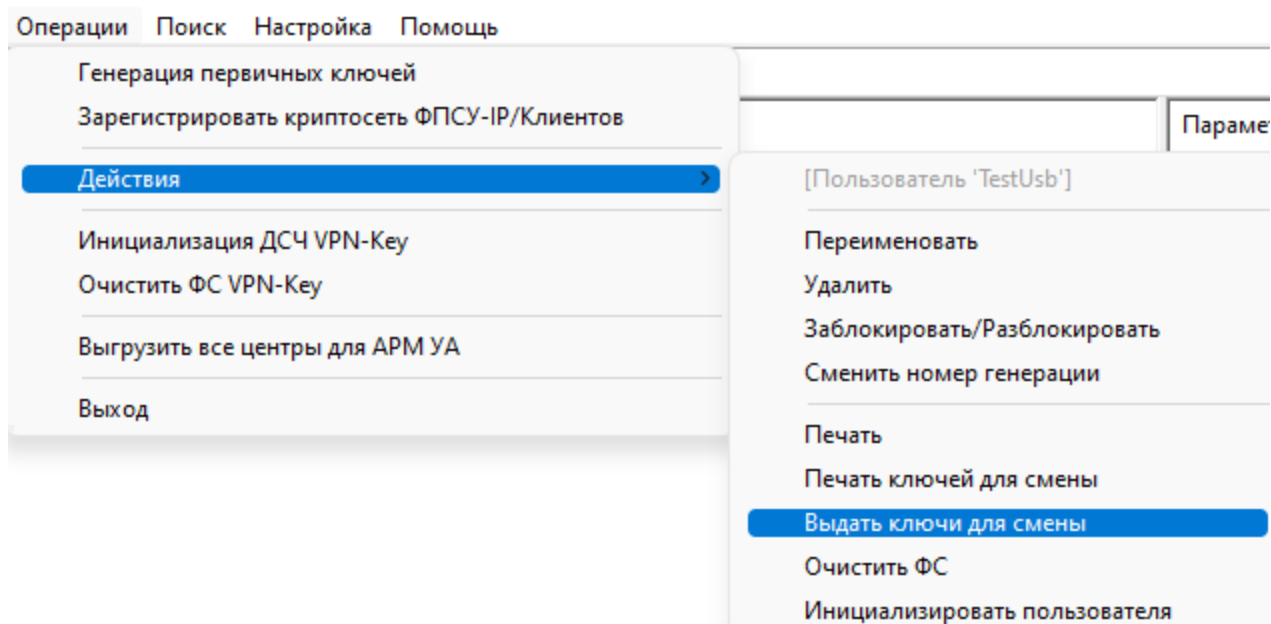 Операции Поиск Настройка Помощь
Генерация первичных ключей
Зарегистрировать криптосеть ФПСУ-IP/Клиентов
Действия
Инициализация ДСЧ VPN-Key
Очистить ФС VPN-Key
Выгрузить все центры для АРМ УА
Выход
Параме
[Пользователь 'TestUsb']
Переименовать
Удалить
Заблокировать/Разблокировать
Сменить номер генерации
Печать
Печать ключей для смены
Выдать ключи для смены
Очистить ФС
Инициализировать пользователя